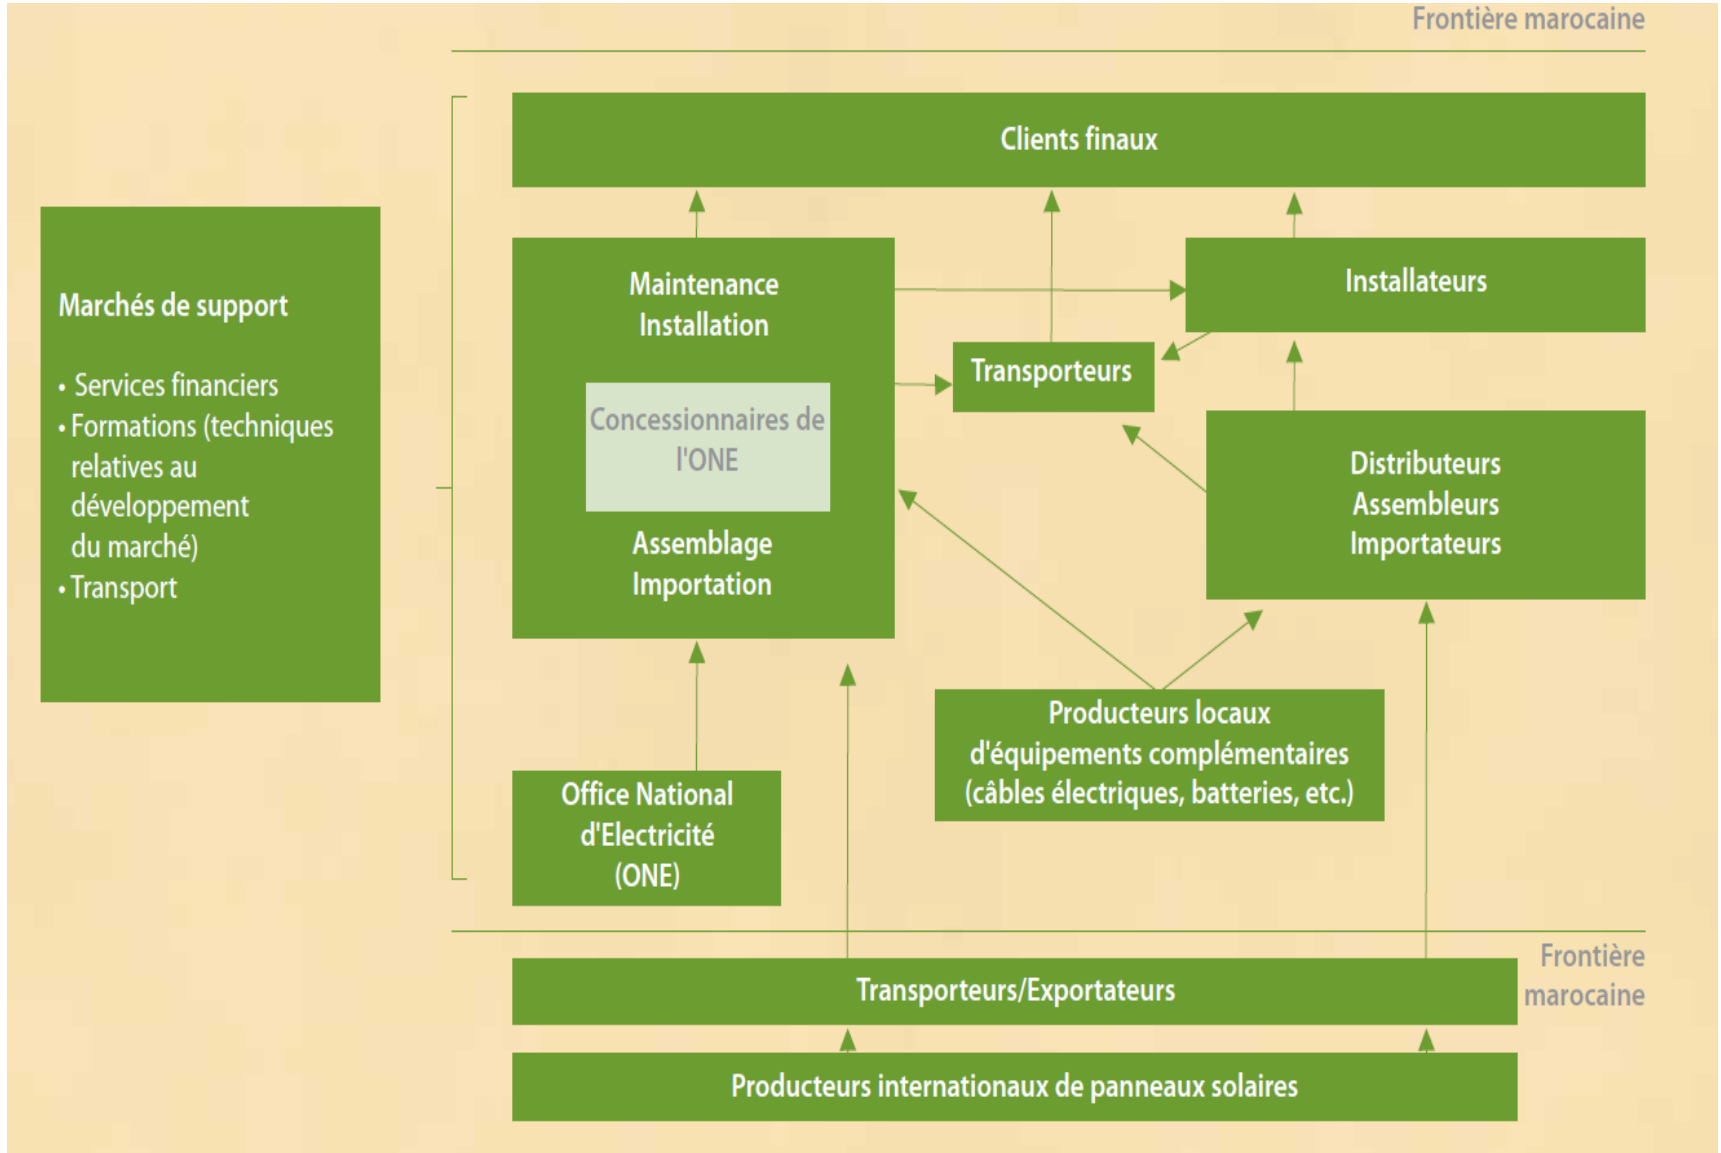 Frontière marocaine
Clients finaux
Marchés de support
• Services financiers
• Formations (techniques
relatives au
développement
du marché)
• Transport
Maintenance
Installation
Concessionnaires de
l'ONE
Assemblage
Importation
Installateurs
Transporteurs
Distributeurs
Assembleurs
Importateurs
Producteurs locaux
d'équipements complémentaires
(câbles électriques, batteries, etc.)
Office National
d'Electricité
(ONE)
Frontière
marocaine
Transporteurs/Exportateurs
Producteurs internationaux de panneaux solaires